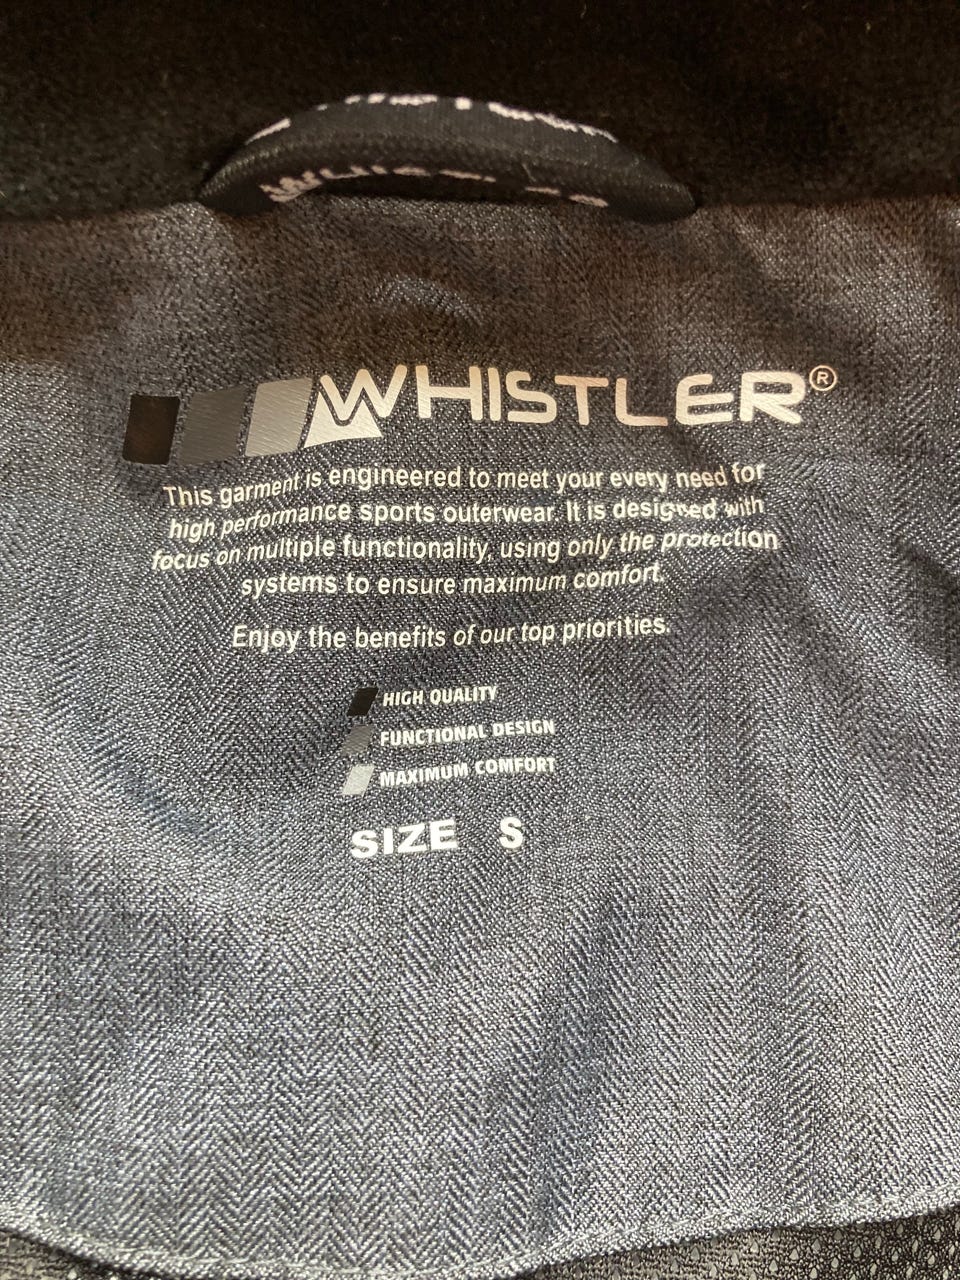 WHISTLER®
This garment is engineered to meet your every need for
high performance sports outerwear. It is designed with
focus on multiple functionality, using only the protection
systems to ensure maximum comfort.
Enjoy the benefits of our top priorities.
HIGH QUALITY
FUNCTIONAL DESIGN
MAXIMUM COMFORT
SIZE S